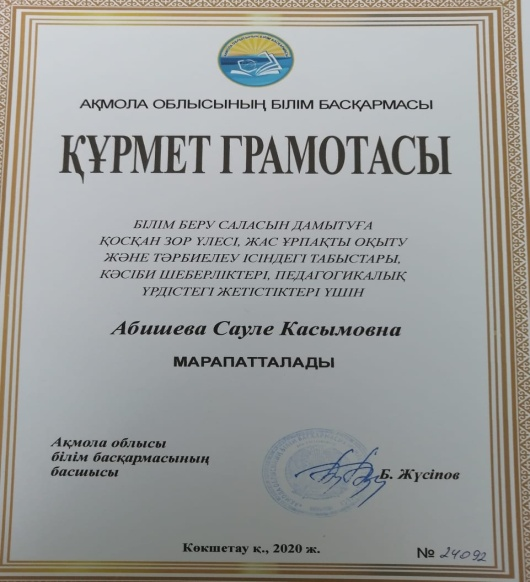 АҚМОЛА ОБЛЫСЫНЫҢ БІЛІМ БАСҚАРМАСЫ
ҚҰРМЕТ ГРАМОТАСЫ
БІЛІМ БЕРУ САЛАСЫН ДАМЫТУҒА
ҚОСҚАН ЗОР ҮЛЕСІ, ЖАС ҰРПАҚТЫ ОҚЫТУ
ЖӘНЕ ТӘРБИЕЛЕУ ІСІНДЕГІ ТАБЫСТАРЫ,
КӘСІБИ ШЕБЕРЛІКТЕРІ, ПЕДАГОГИКАЛЫҚ
ҮРДІСТЕГІ ЖЕТІСТІКТЕРІ ҮШІН
Абишева Сауле Касымовна
МАРАПАТТАЛАДЫ
Ақмола облысы
білім басқармасының
басшысы
Б. Жүсіпов
Көкшетау қ., 2020 ж.
№ 24092